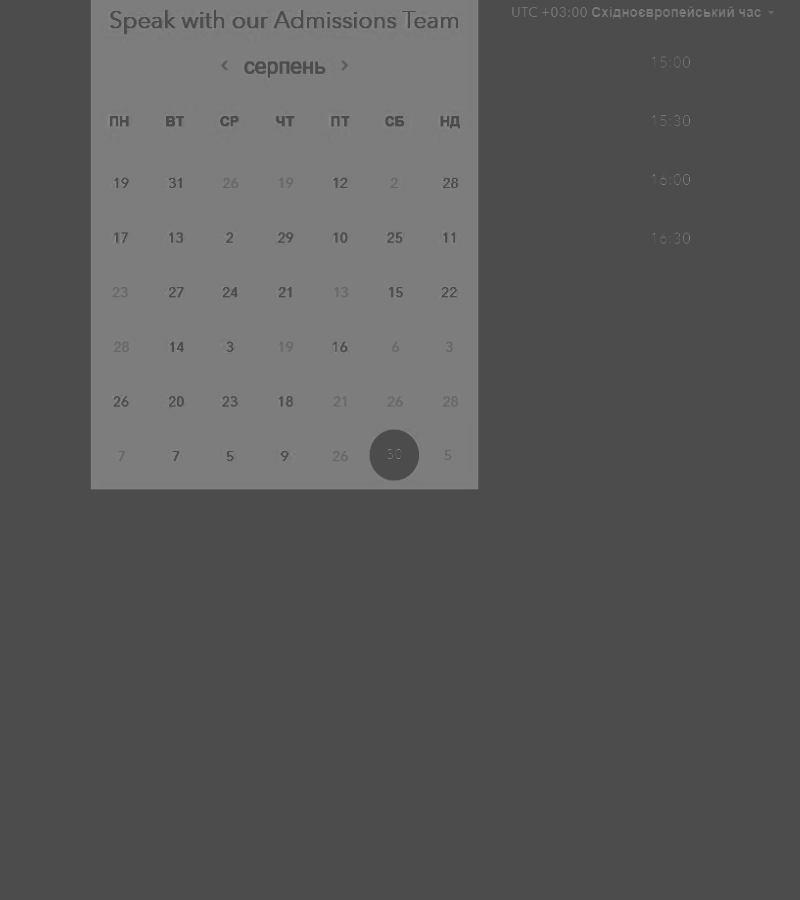 Speak with our Admissions Team
‹ серпень ›
ПН ВТ СР ЧТ ПТ СБ НД
19 31 26 19 12 2 28
17 13 2 29 10 25 11
23 27 24 21 13 15 22
28 14 3 19 16 6 3
26 20 23 18 21 26 28
7 7 5 9 26 30 5
UTC +03:00 Східноєвропейський час
15:00
15:30
16:00
16:30